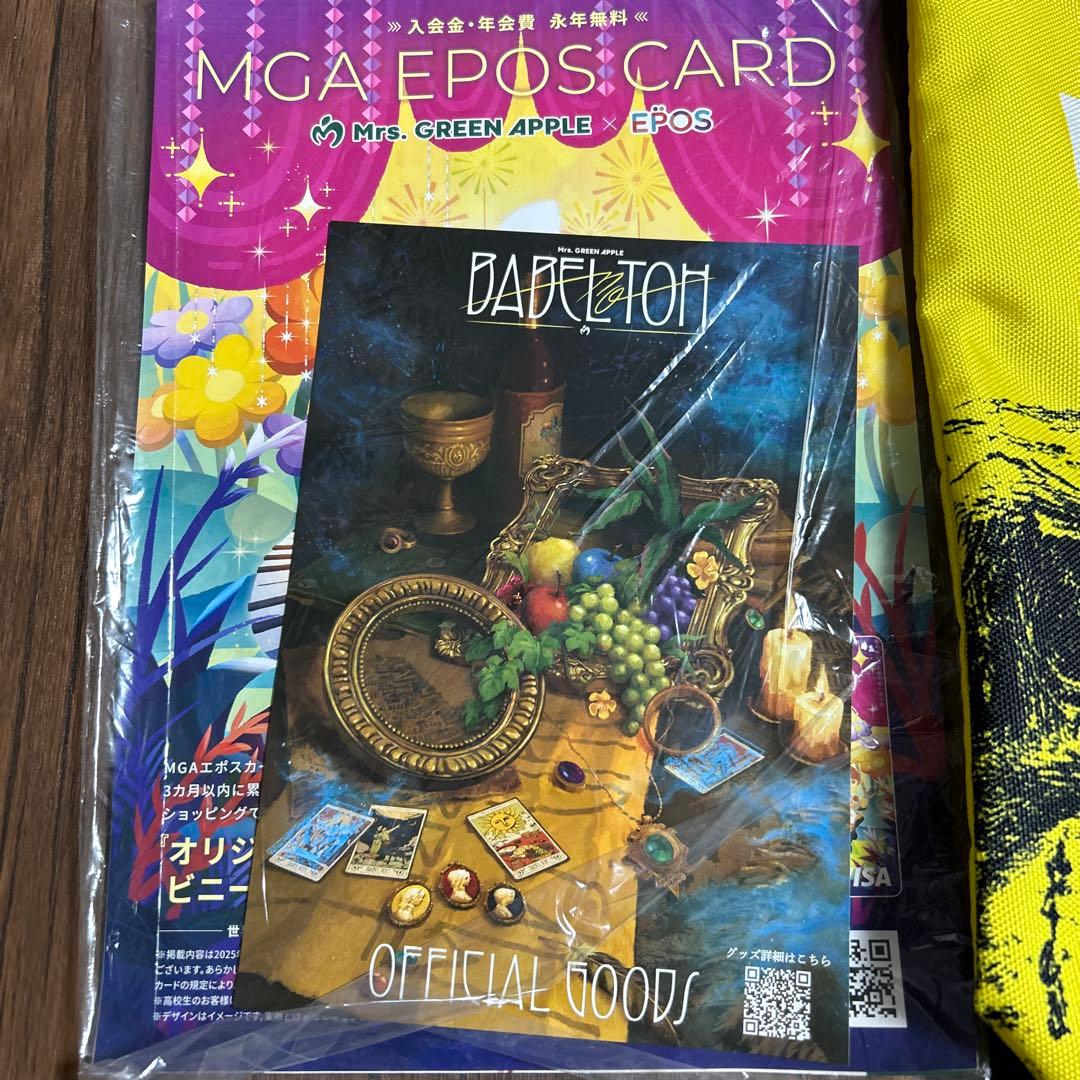 入会金・年会費 永年無料
MGA EPOS CARD
Mrs. GREEN APPLE × EPOS
Mrs. GREEN APPLE
BABEL no TOH
MGAエポスカ
3カ月以内に累
ショッピングで
『オリジ
ビニー
世
※掲載内容は2025
ございます。あらかじ
カードの規定により
※高校生のお客様に
※デザインはイメージです。
VISA
グッズ詳細はこちら
OFFICIAL GOODS